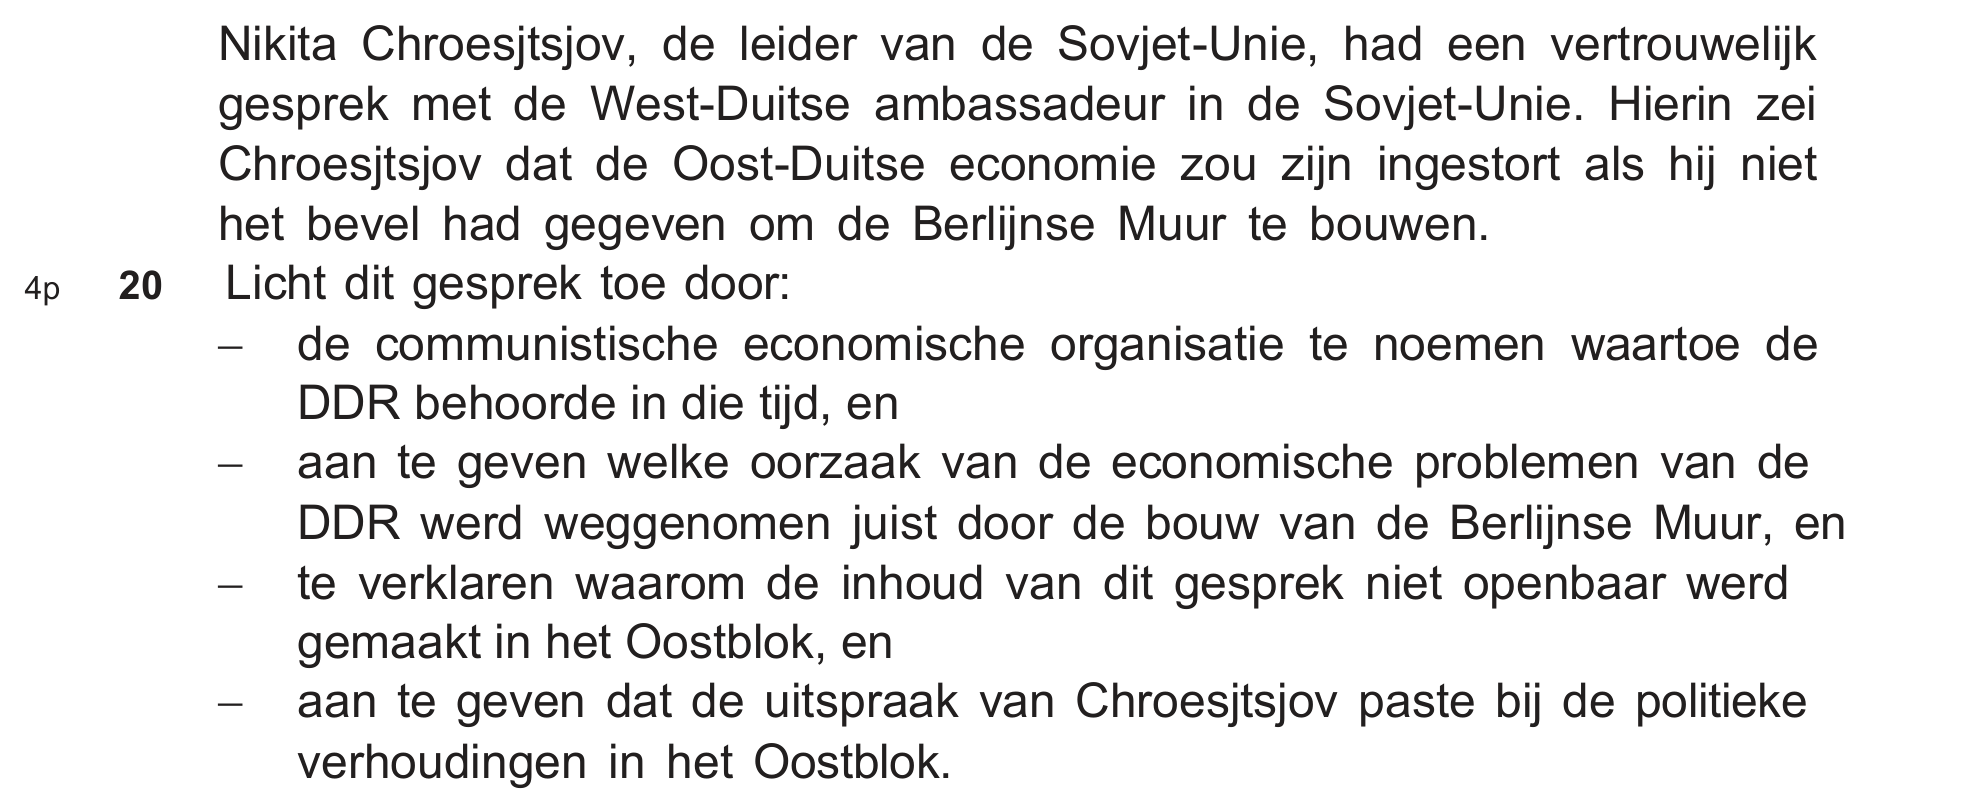 Nikita Chroesjtsjov, de leider van de Sovjet-Unie, had een vertrouwelijk
gesprek met de West-Duitse ambassadeur in de Sovjet-Unie. Hierin zei
Chroesjtsjov dat de Oost-Duitse economie zou zijn ingestort als hij niet
het bevel had gegeven om de Berlijnse Muur te bouwen.
4p 20 Licht dit gesprek toe door:
– de communistische economische organisatie te noemen waartoe de
DDR behoorde in die tijd, en
– aan te geven welke oorzaak van de economische problemen van de
DDR werd weggenomen juist door de bouw van de Berlijnse Muur, en
– te verklaren waarom de inhoud van dit gesprek niet openbaar werd
gemaakt in het Oostblok, en
– aan te geven dat de uitspraak van Chroesjtsjov paste bij de politieke
verhoudingen in het Oostblok.